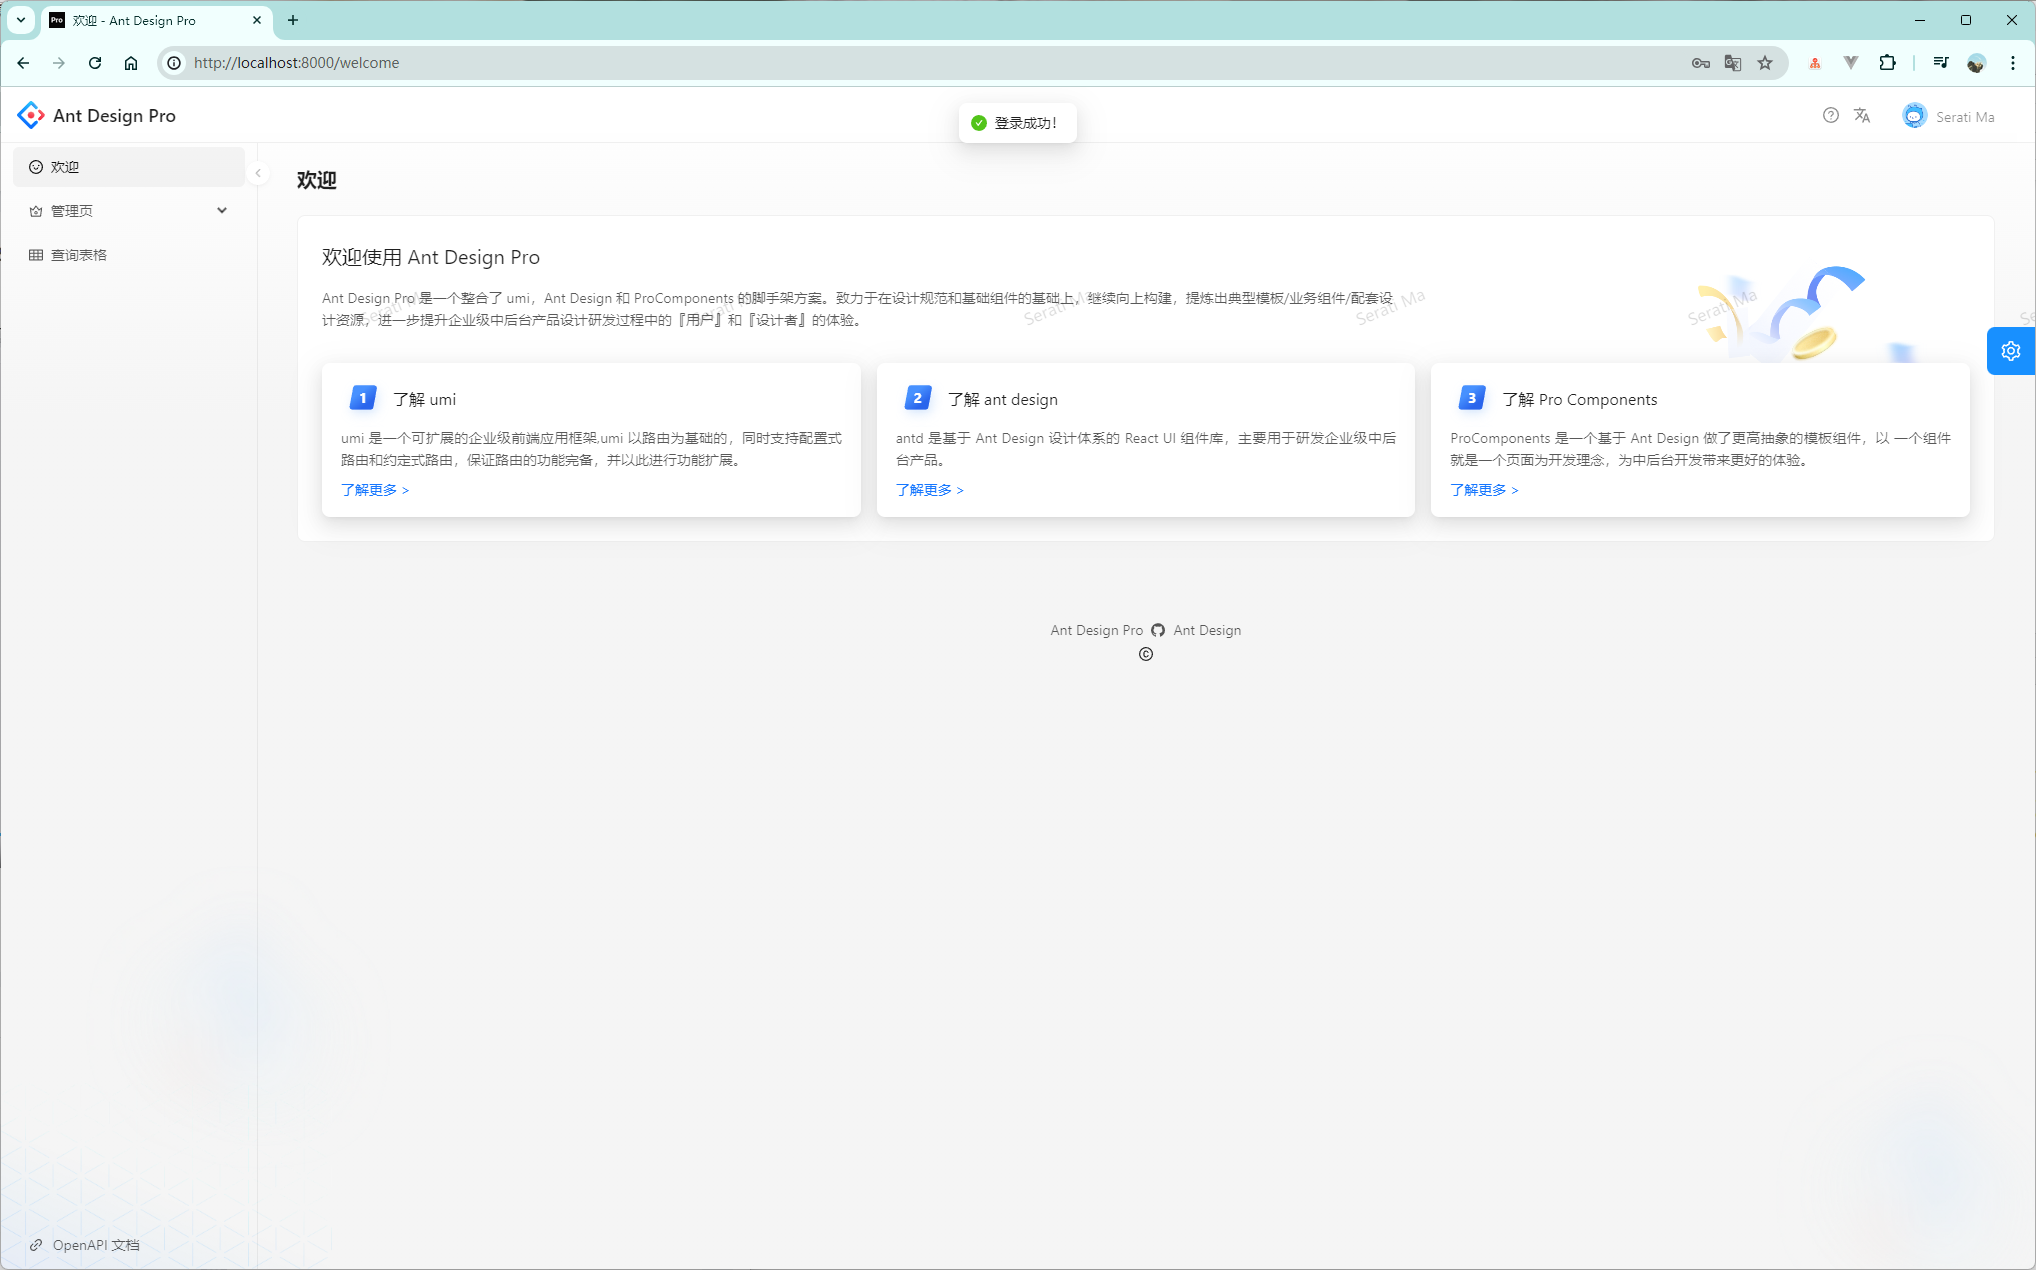 Pro 欢迎 - Ant Design Pro
http://localhost:8000/welcome
Ant Design Pro
登录成功！
Serati Ma
欢迎
管理页
查询表格
欢迎
欢迎使用 Ant Design Pro
Ant Design Pro 是一个整合了 umi，Ant Design 和 ProComponents 的脚手架方案。致力于在设计规范和基础组件的基础上，继续向上构建，提炼出典型模板/业务组件/配套设
计资源，进一步提升企业级中后台产品设计研发过程中的『用户』和『设计者』的体验。
Serati Ma
Serati Ma
Serati Ma
Serati Ma
Serati Ma
1 了解 umi
umi 是一个可扩展的企业级前端应用框架,umi 以路由为基础的，同时支持配置式
路由和约定式路由，保证路由的功能完备，并以此进行功能扩展。
了解更多 >
2 了解 ant design
antd 是基于 Ant Design 设计体系的 React UI 组件库，主要用于研发企业级中后
台产品。
了解更多 >
3 了解 Pro Components
ProComponents 是一个基于 Ant Design 做了更高抽象的模板组件，以 一个组件
就是一个页面为开发理念，为中后台开发带来更好的体验。
了解更多 >
Ant Design Pro Ant Design
©
OpenAPI 文档